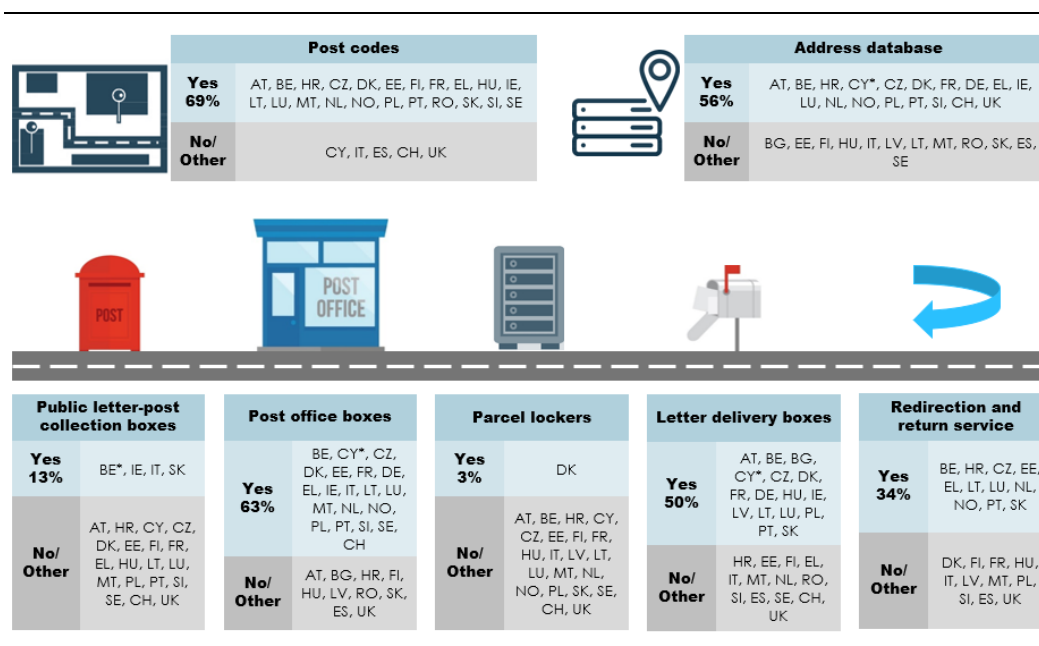 Post codes
Yes
69%
AT, BE, HR, CZ, DK, EE, FI, FR, EL, HU, IE,
LT, LU, MT, NL, NO, PL, PT, RO, SK, SI, SE
No/
Other
CY, IT, ES, CH, UK
Address database
Yes
56%
AT, BE, HR, CY*, CZ, DK, FR, DE, EL, IE,
LU, NL, NO, PL, PT, SI, CH, UK
No/
Other
BG, EE, FI, HU, IT, LV, LT, MT, RO, SK, ES,
SE
POST
POST
OFFICE
Public letter-post
collection boxes
Yes
13%
BE*, IE, IT, SK
No/
Other
AT, HR, CY, CZ,
DK, EE, FI, FR,
EL, HU, LT, LU,
MT, PL, PT, SI,
SE, CH, UK
Post office boxes
Yes
63%
BE, CY*, CZ,
DK, EE, FR, DE,
EL, IE, IT, LT, LU,
MT, NL, NO,
PL, PT, SI, SE,
CH
No/
Other
AT, BG, HR, FI,
HU, LV, RO, SK,
ES, UK
Parcel lockers
Yes
3%
DK
No/
Other
AT, BE, HR, CY,
CZ, EE, FI, FR,
HU, IT, LV, LT,
LU, MT, NL,
NO, PL, SK, SE,
CH, UK
Letter delivery boxes
Yes
50%
AT, BE, BG,
CY*, CZ, DK,
FR, DE, HU, IE,
LV, LT, LU, PL,
PT, SK
No/
Other
HR, EE, FI, EL,
IT, MT, NL, RO,
SI, ES, SE, CH,
UK
Redirection and
return service
Yes
34%
BE, HR, CZ, EE,
EL, LT, LU, NL,
NO, PT, SK
No/
Other
DK, FI, FR, HU,
IT, LV, MT, PL,
SI, ES, UK